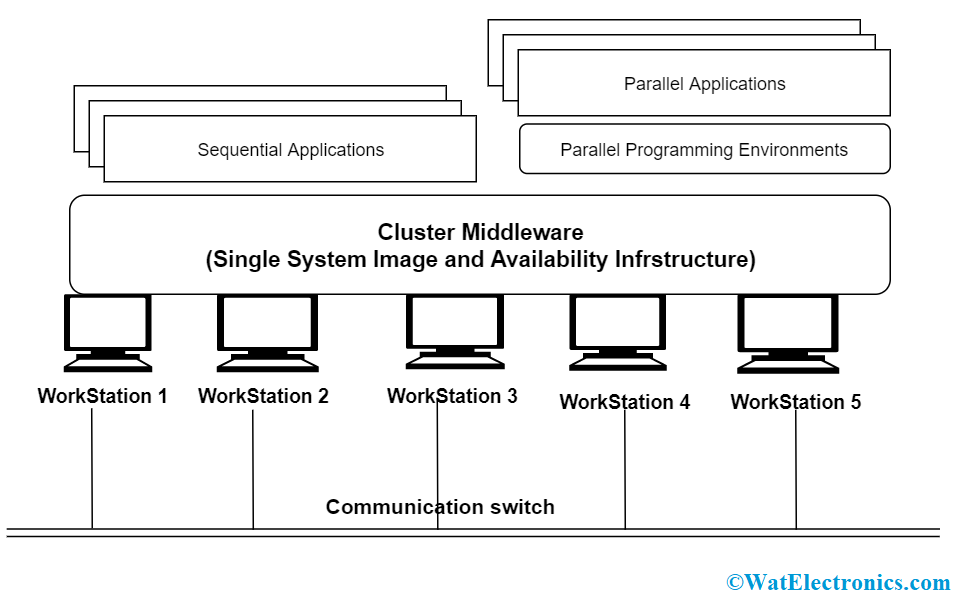 Parallel Applications
Sequential Applications
Parallel Programming Environments
Cluster Middleware
(Single System Image and Availability Infrstructure)
WorkStation 1
WorkStation 2
WorkStation 3
WorkStation 4
WorkStation 5
Communication switch
©WatElectronics.com